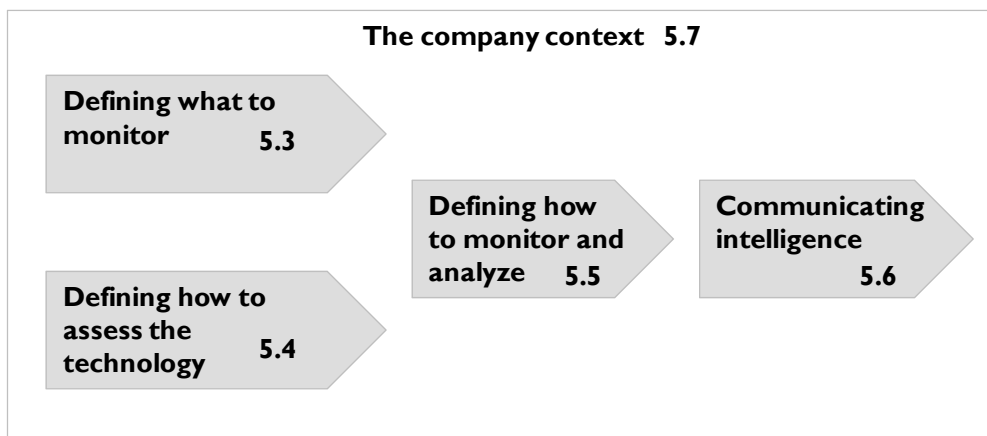 The company context 5.7
Defining what to
monitor 5.3
Defining how to
assess the
technology 5.4
Defining how
to monitor and
analyze 5.5
Communicating
intelligence
5.6